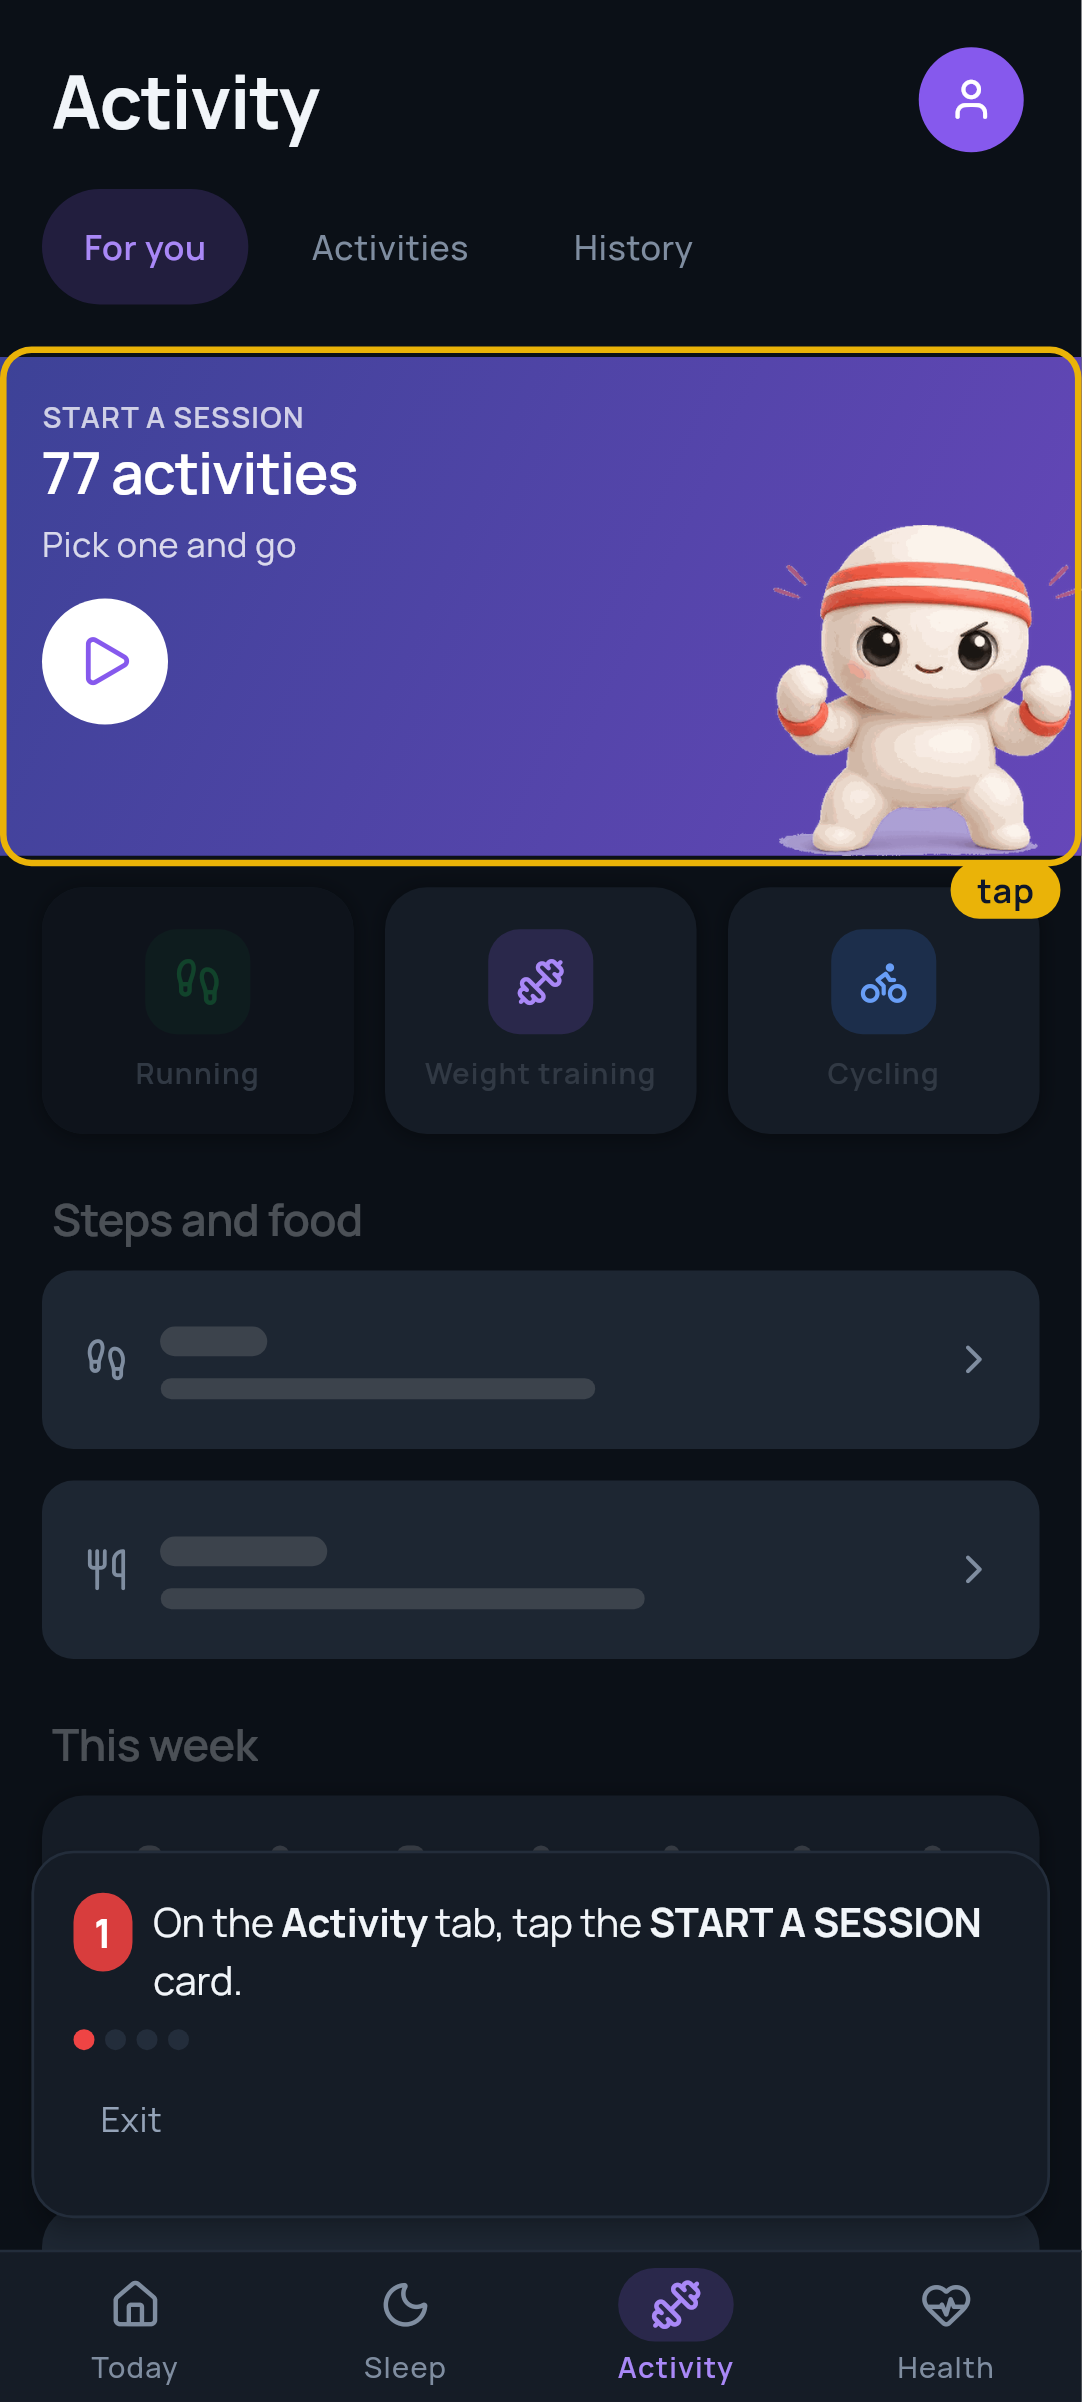 Activity
For you
Activities
History
START A SESSION
77 activities
Pick one and go
tap
Running
Weight training
Cycling
Steps and food
This week
1
On the Activity tab, tap the START A SESSION
card.
Exit
Today
Sleep
Activity
Health